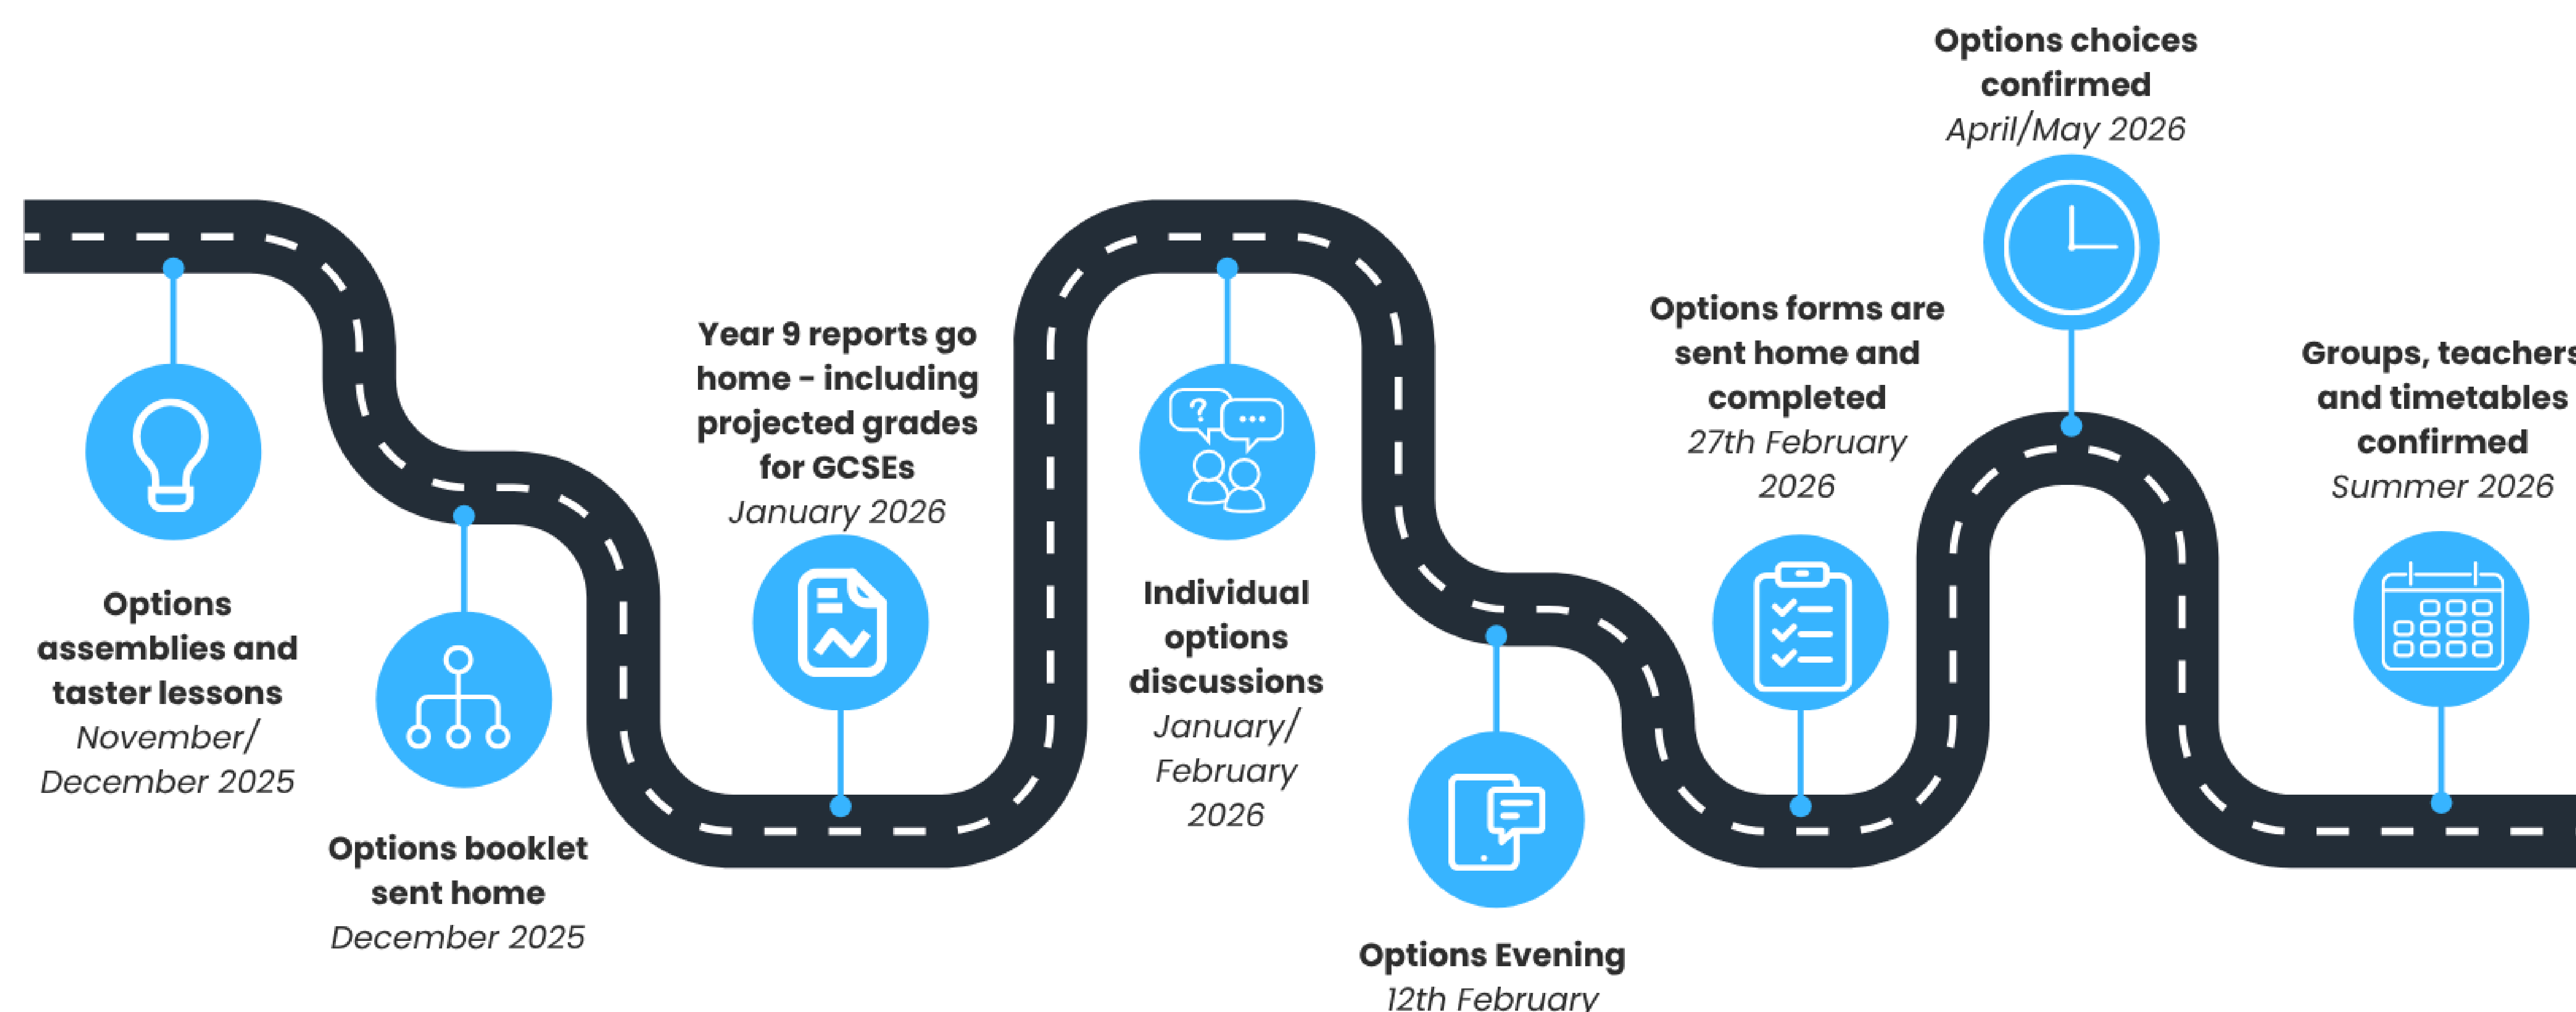 Options
assemblies and
taster lessons
November/
December 2025
Options booklet
sent home
December 2025
Year 9 reports go
home - including
projected grades
for GCSEs
January 2026
?
Individual
options
discussions
January/
February
2026
Options Evening
12th February
Options forms are
sent home and
completed
27th February
2026
Options choices
confirmed
April/May 2026
Groups, teachers
and timetables
confirmed
Summer 2026